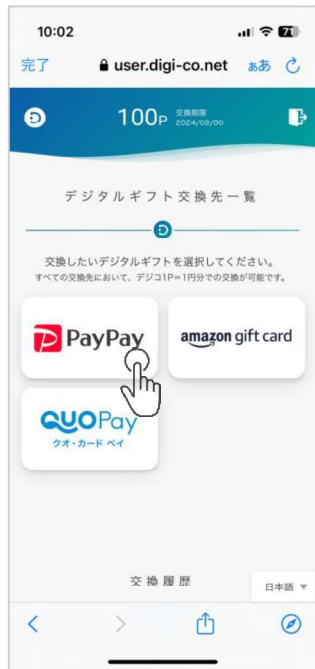 10:02
71
完了 user.digi-co.net ぁあ
100P 交換期限
2024/09/00
デジタルギフト交換先一覧
交換したいデジタルギフトを選択してください。
すべての交換先において、デジコ1P=1円分での交換が可能です。
PayPay
amazon gift card
QUOPay
クオ・カード ペイ
交換履歴
日本語